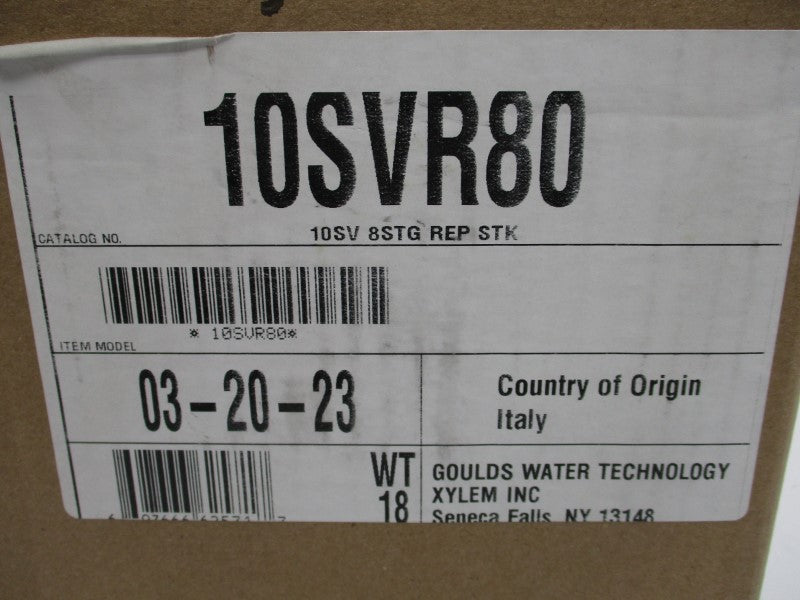 10SVR80
CATALOG NO.
10SV 8STG REP STK
* 10SVR80*
ITEM MODEL
03-20-23
Country of Origin
Italy
WT
18
GOULDS WATER TECHNOLOGY
XYLEM INC
Seneca Falls, NY 13148